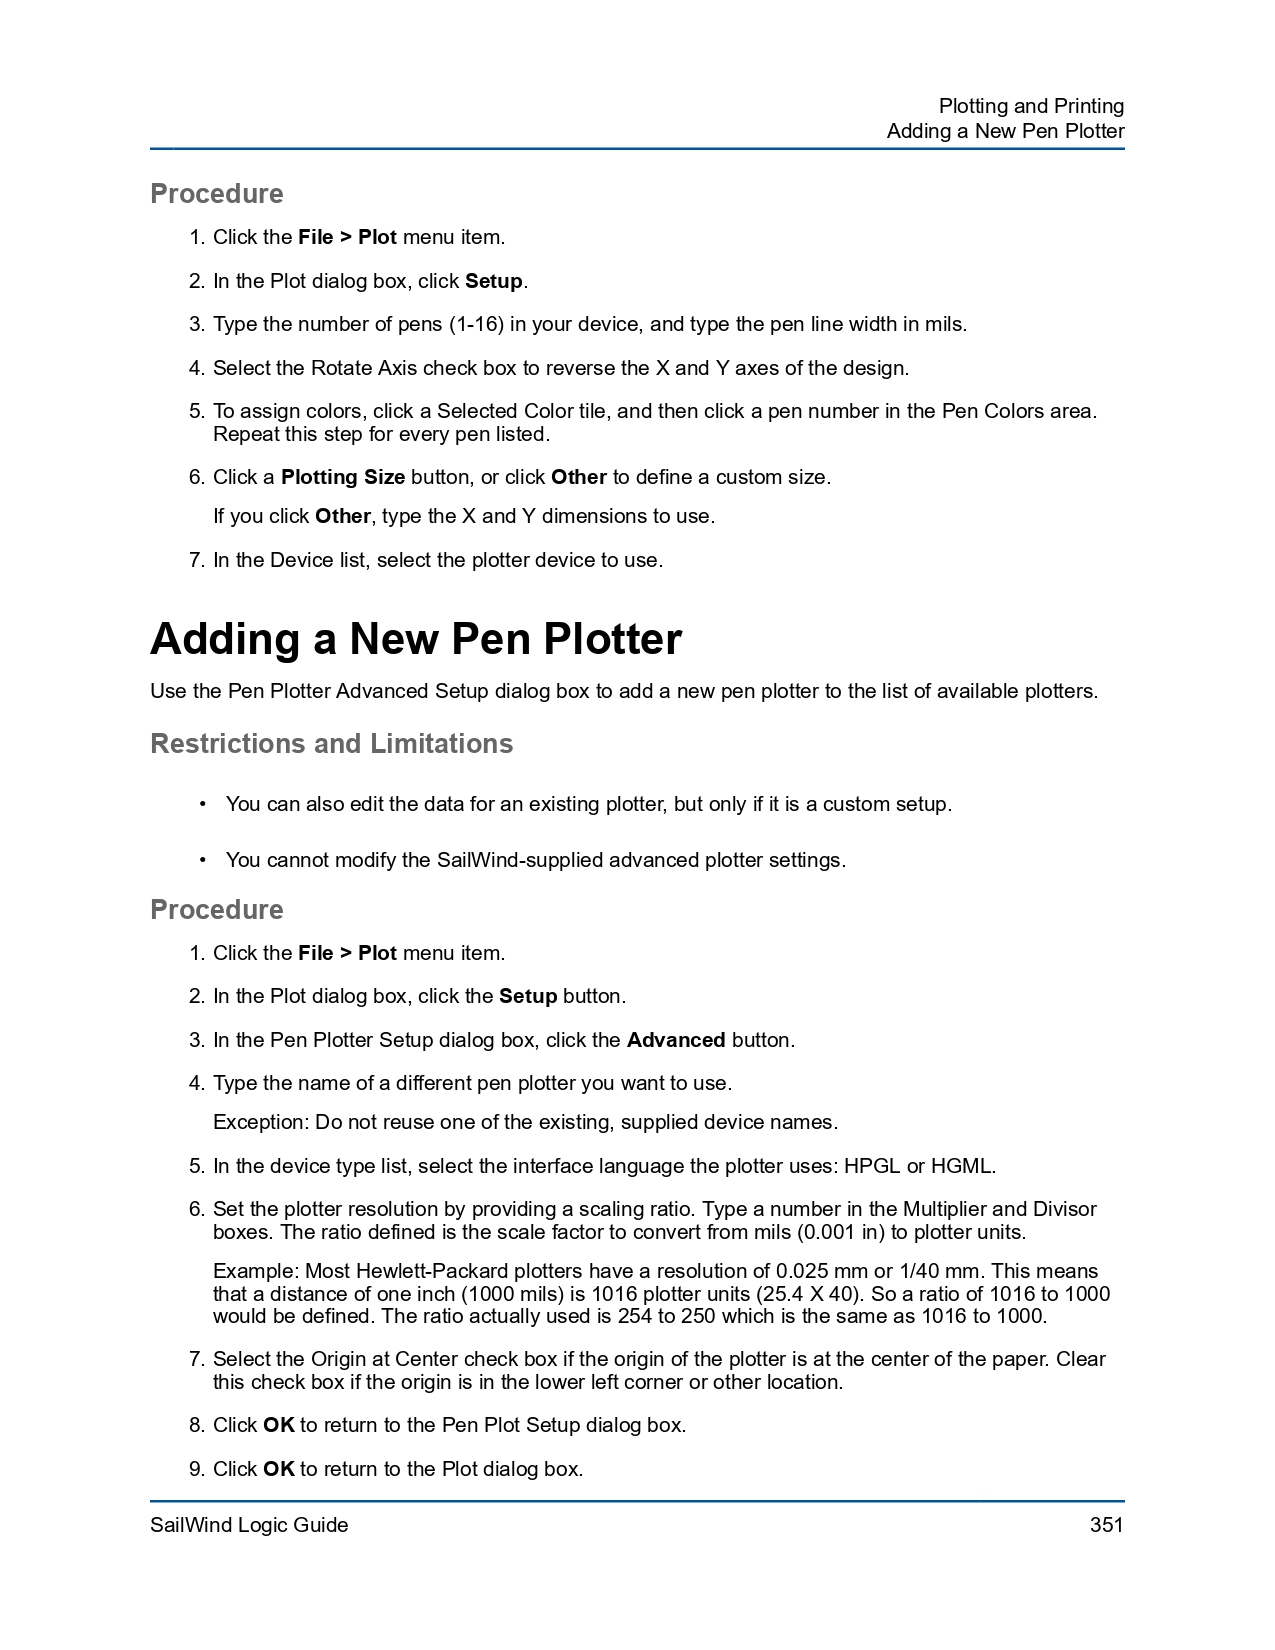 Plotting and Printing
Adding a New Pen Plotter
Procedure
1. Click the File > Plot menu item.
2. In the Plot dialog box, click Setup.
3. Type the number of pens (1-16) in your device, and type the pen line width in mils.
4. Select the Rotate Axis check box to reverse the X and Y axes of the design.
5. To assign colors, click a Selected Color tile, and then click a pen number in the Pen Colors area.
Repeat this step for every pen listed.
6. Click a Plotting Size button, or click Other to define a custom size.
If you click Other, type the X and Y dimensions to use.
7. In the Device list, select the plotter device to use.
Adding a New Pen Plotter
Use the Pen Plotter Advanced Setup dialog box to add a new pen plotter to the list of available plotters.
Restrictions and Limitations
• You can also edit the data for an existing plotter, but only if it is a custom setup.
• You cannot modify the SailWind-supplied advanced plotter settings.
Procedure
1. Click the File > Plot menu item.
2. In the Plot dialog box, click the Setup button.
3. In the Pen Plotter Setup dialog box, click the Advanced button.
4. Type the name of a different pen plotter you want to use.
Exception: Do not reuse one of the existing, supplied device names.
5. In the device type list, select the interface language the plotter uses: HPGL or HGML.
6. Set the plotter resolution by providing a scaling ratio. Type a number in the Multiplier and Divisor
boxes. The ratio defined is the scale factor to convert from mils (0.001 in) to plotter units.
Example: Most Hewlett-Packard plotters have a resolution of 0.025 mm or 1/40 mm. This means
that a distance of one inch (1000 mils) is 1016 plotter units (25.4 X 40). So a ratio of 1016 to 1000
would be defined. The ratio actually used is 254 to 250 which is the same as 1016 to 1000.
7. Select the Origin at Center check box if the origin of the plotter is at the center of the paper. Clear
this check box if the origin is in the lower left corner or other location.
8. Click OK to return to the Pen Plot Setup dialog box.
9. Click OK to return to the Plot dialog box.
SailWind Logic Guide
351